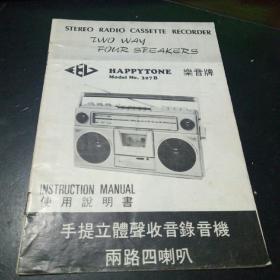 STEREO RADIO CASSETTE RECORDER
TWO WAY
FOUR SPEAKERS
HAPPYTONE 樂音牌
Model No. 327B
INSTRUCTION MANUAL
使用說明書
手提立體聲收音錄音機
兩路四喇叭